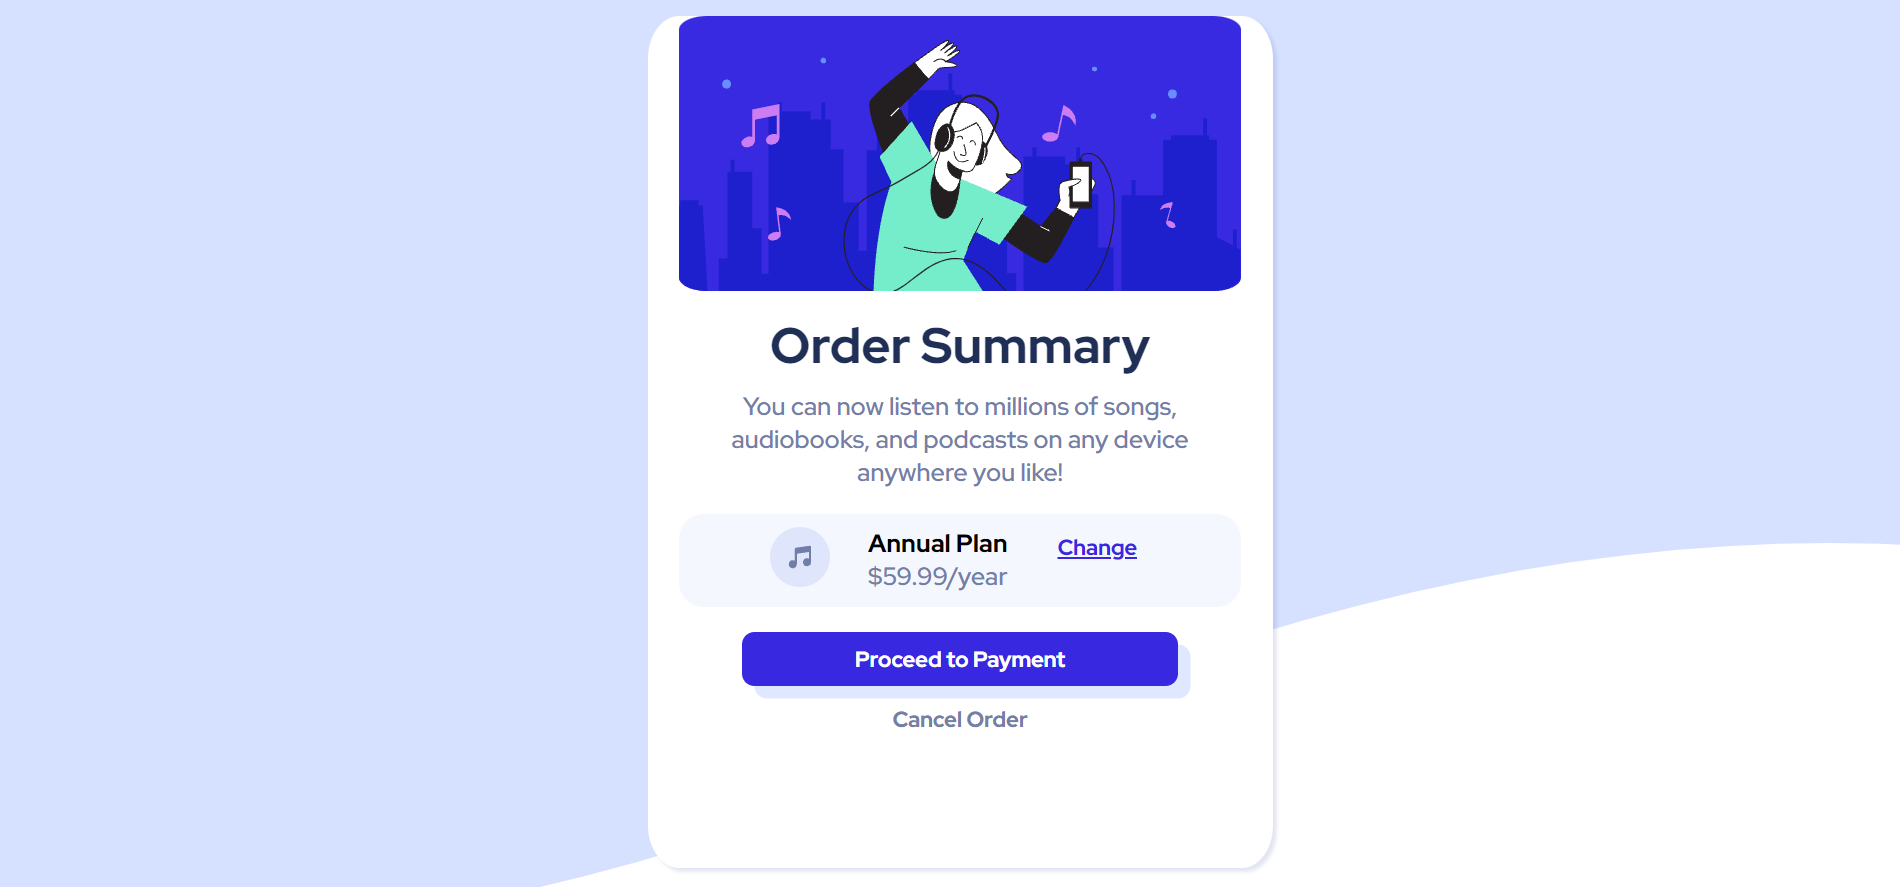 Order Summary
You can now listen to millions of songs,
audiobooks, and podcasts on any device
anywhere you like!
Annual Plan
Change
$59.99/year
Proceed to Payment
Cancel Order